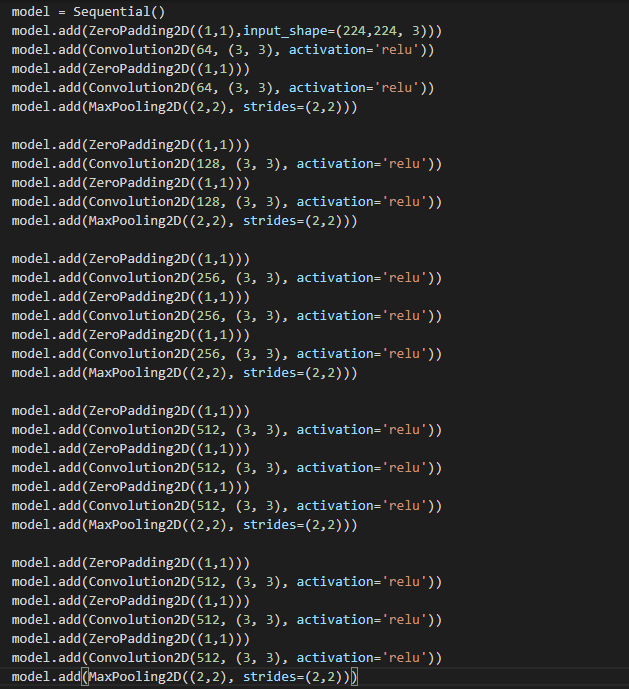 model = Sequential()
model.add(ZeroPadding2D((1,1),input_shape=(224,224, 3)))
model.add(Convolution2D(64, (3, 3), activation='relu'))
model.add(ZeroPadding2D((1,1)))
model.add(Convolution2D(64, (3, 3), activation='relu'))
model.add(MaxPooling2D((2,2), strides=(2,2)))

model.add(ZeroPadding2D((1,1)))
model.add(Convolution2D(128, (3, 3), activation='relu'))
model.add(ZeroPadding2D((1,1)))
model.add(Convolution2D(128, (3, 3), activation='relu'))
model.add(MaxPooling2D((2,2), strides=(2,2)))

model.add(ZeroPadding2D((1,1)))
model.add(Convolution2D(256, (3, 3), activation='relu'))
model.add(ZeroPadding2D((1,1)))
model.add(Convolution2D(256, (3, 3), activation='relu'))
model.add(ZeroPadding2D((1,1)))
model.add(Convolution2D(256, (3, 3), activation='relu'))
model.add(MaxPooling2D((2,2), strides=(2,2)))

model.add(ZeroPadding2D((1,1)))
model.add(Convolution2D(512, (3, 3), activation='relu'))
model.add(ZeroPadding2D((1,1)))
model.add(Convolution2D(512, (3, 3), activation='relu'))
model.add(ZeroPadding2D((1,1)))
model.add(Convolution2D(512, (3, 3), activation='relu'))
model.add(MaxPooling2D((2,2), strides=(2,2)))

model.add(ZeroPadding2D((1,1)))
model.add(Convolution2D(512, (3, 3), activation='relu'))
model.add(ZeroPadding2D((1,1)))
model.add(Convolution2D(512, (3, 3), activation='relu'))
model.add(ZeroPadding2D((1,1)))
model.add(Convolution2D(512, (3, 3), activation='relu'))
model.add(MaxPooling2D((2,2), strides=(2,2)))